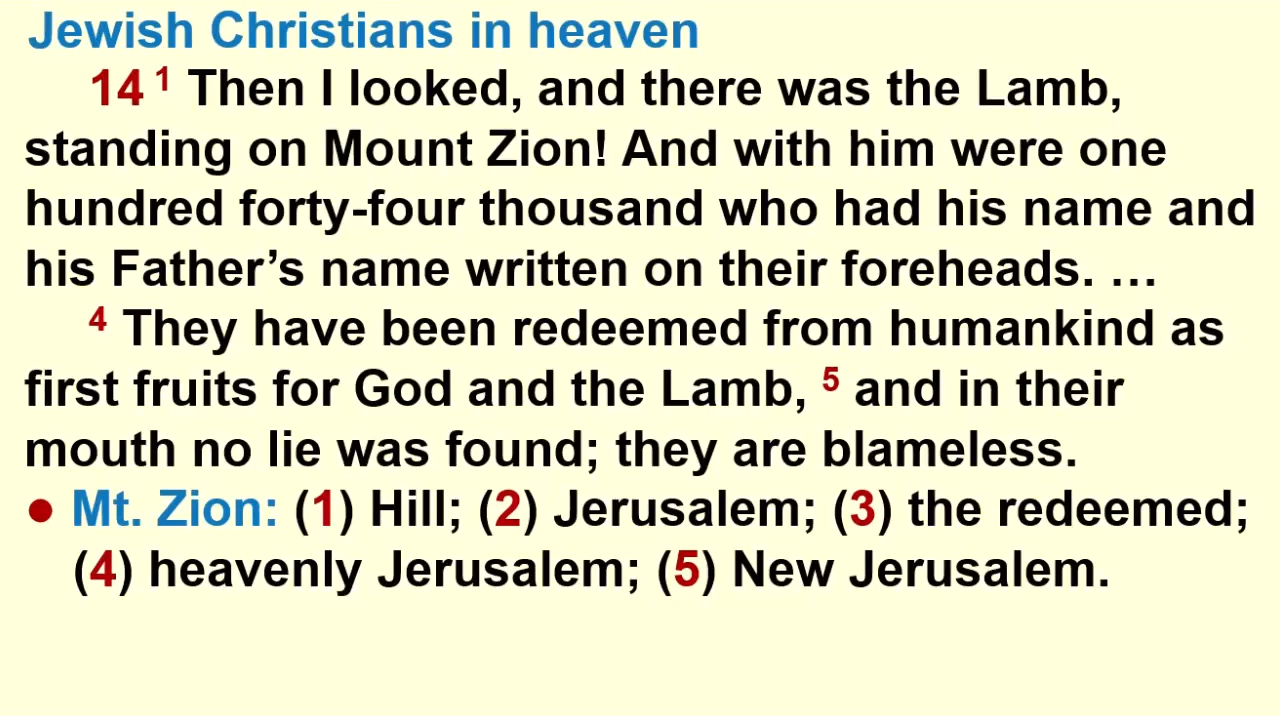 Jewish Christians in heaven
14 1 Then I looked, and there was the Lamb,
standing on Mount Zion! And with him were one
hundred forty-four thousand who had his name and
his Father’s name written on their foreheads. …
4 They have been redeemed from humankind as
first fruits for God and the Lamb, 5 and in their
mouth no lie was found; they are blameless.
● Mt. Zion: (1) Hill; (2) Jerusalem; (3) the redeemed;
(4) heavenly Jerusalem; (5) New Jerusalem.